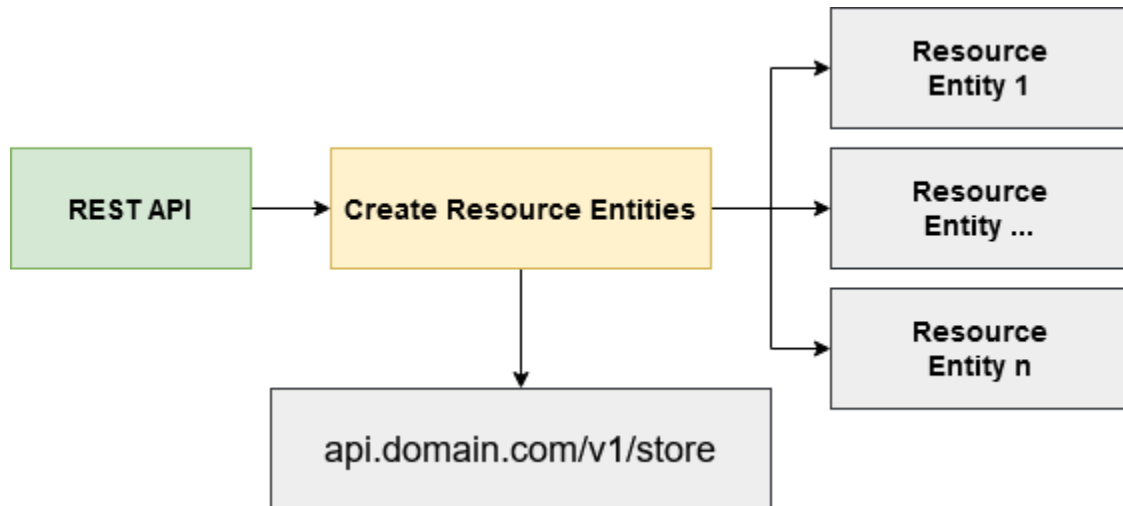 Resource
Entity 1
REST API
Create Resource Entities
Resource
Entity ...
Resource
Entity n
api.domain.com/v1/store